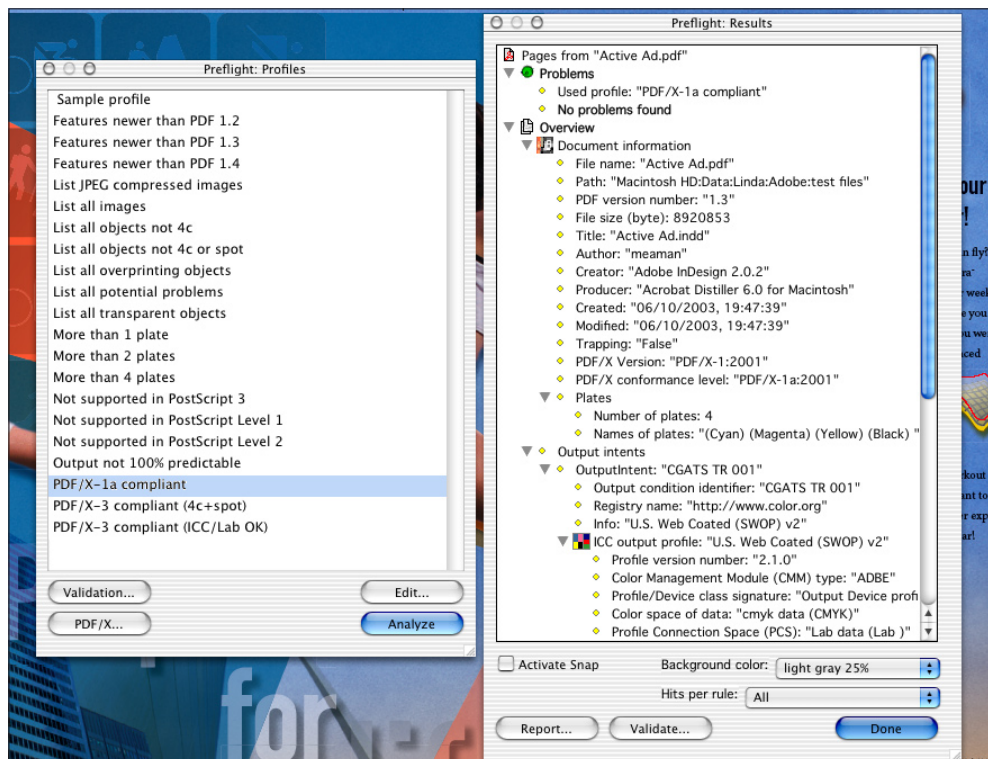 Preflight: Profiles
Sample profile
Features newer than PDF 1.2
Features newer than PDF 1.3
Features newer than PDF 1.4
List JPEG compressed images
List all images
List all objects not 4c
List all objects not 4c or spot
List all overprinting objects
List all potential problems
List all transparent objects
More than 1 plate
More than 2 plates
More than 4 plates
Not supported in PostScript 3
Not supported in PostScript Level 1
Not supported in PostScript Level 2
Output not 100% predictable
PDF/X-1a compliant
PDF/X-3 compliant (4c+spot)
PDF/X-3 compliant (ICC/Lab OK)
Validation... Edit...
PDF/X... Analyze
for
Preflight: Results
Pages from "Active Ad.pdf"
Problems
Used profile: "PDF/X-1a compliant"
No problems found
Overview
Document information
File name: "Active Ad.pdf"
Path: "Macintosh HD:Data:Linda:Adobe:test files"
PDF version number: "1.3"
File size (byte): 8920853
Title: "Active Ad.indd"
Author: "meaman"
Creator: "Adobe InDesign 2.0.2"
Producer: "Acrobat Distiller 6.0 for Macintosh"
Created: "06/10/2003, 19:47:39"
Modified: "06/10/2003, 19:47:39"
Trapping: "False"
PDF/X Version: "PDF/X-1:2001"
PDF/X conformance level: "PDF/X-1a:2001"
Plates
Number of plates: 4
Names of plates: "(Cyan) (Magenta) (Yellow) (Black) "
Output intents
OutputIntent: "CGATS TR 001"
Output condition identifier: "CGATS TR 001"
Registry name: "http://www.color.org"
Info: "U.S. Web Coated (SWOP) v2"
ICC output profile: "U.S. Web Coated (SWOP) v2"
Profile version number: "2.1.0"
Color Management Module (CMM) type: "ADBE"
Profile/Device class signature: "Output Device profi
Color space of data: "cmyk data (CMYK)"
Profile Connection Space (PCS): "Lab data (Lab )"
Activate Snap Background color: light gray 25%
Hits per rule: All
Report... Validate... Done